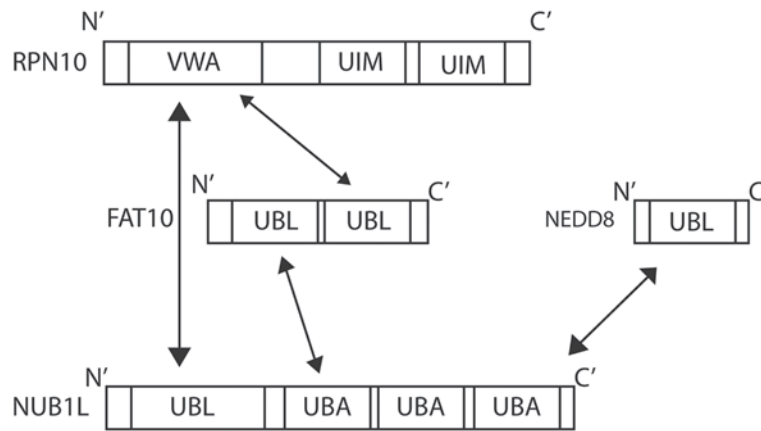 N' C'
RPN10 VWA UIM UIM
N' C'
FAT10 UBL UBL
N' C
NEDD8 UBL
N' C'
NUB1L UBL UBA UBA UBA